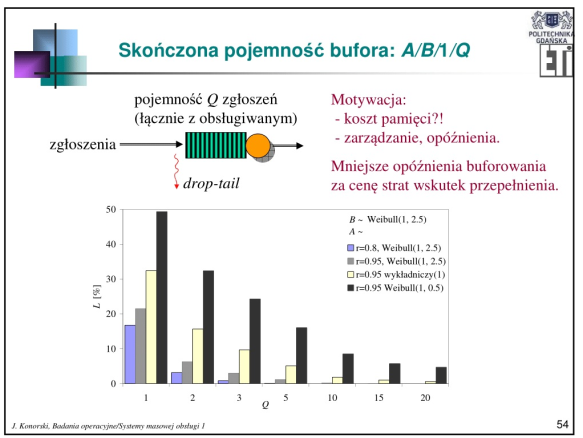 POLITECHNIKA
GDAŃSKA
ETi
Skończona pojemność bufora: A/B/1/Q
pojemność Q zgłoszeń
(łącznie z obsługiwanym)
zgłoszenia
drop-tail
Motywacja:
- koszt pamięci?!
- zarządzanie, opóźnienia.
Mniejsze opóźnienia buforowania
za cenę strat wskutek przepełnienia.
B ~ Weibull(1, 2.5)
A ~
r=0.8, Weibull(1, 2.5)
r=0.95, Weibull(1, 2.5)
r=0.95 wykładniczy(1)
r=0.95 Weibull(1, 0.5)
L [%]
50
40
30
20
10
0
1 2 3 5 10 15 20
Q
J. Konorski, Badania operacyjne/Systemy masowej obsługi 1
54